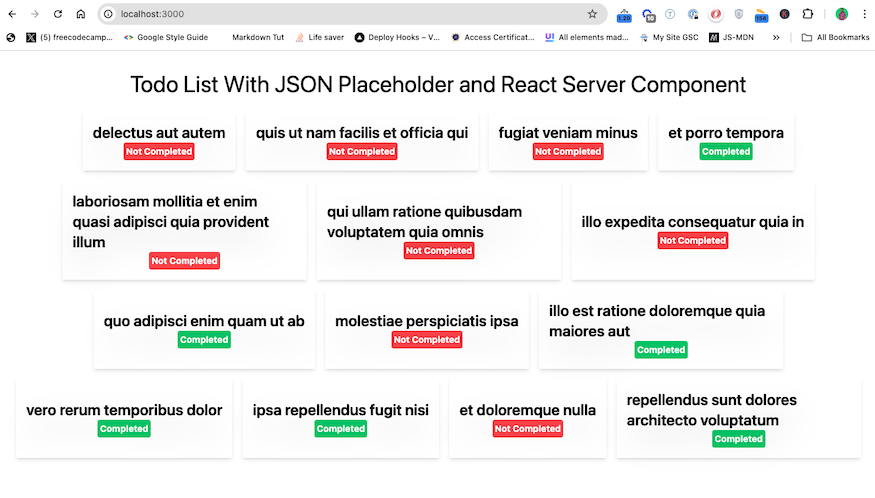 localhost:3000
1.20
10
156
(5) freecodecamp...
Google Style Guide
Markdown Tut
Life saver
Deploy Hooks – V...
Access Certificat...
All elements mad...
My Site GSC
JS-MDN
»
All Bookmarks
Todo List With JSON Placeholder and React Server Component
delectus aut autem
Not Completed
quis ut nam facilis et officia qui
Not Completed
fugiat veniam minus
Not Completed
et porro tempora
Completed
laboriosam mollitia et enim
quasi adipisci quia provident
illum
Not Completed
qui ullam ratione quibusdam
voluptatem quia omnis
Not Completed
illo expedita consequatur quia in
Not Completed
quo adipisci enim quam ut ab
Completed
molestiae perspiciatis ipsa
Not Completed
illo est ratione doloremque quia
maiores aut
Completed
vero rerum temporibus dolor
Completed
ipsa repellendus fugit nisi
Completed
et doloremque nulla
Not Completed
repellendus sunt dolores
architecto voluptatum
Completed